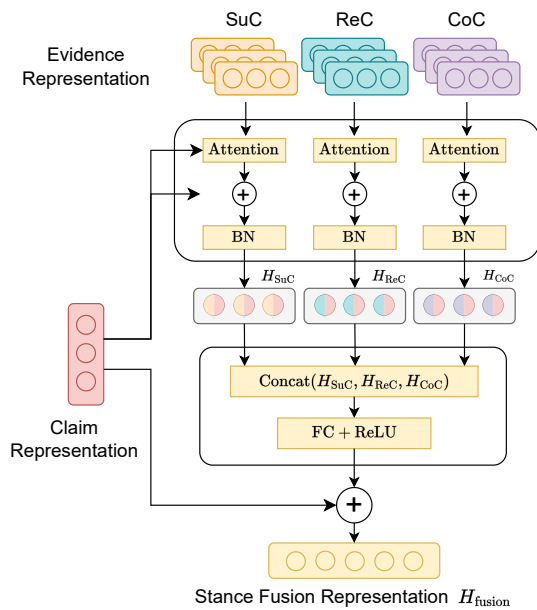 SuC ReC CoC
Evidence
Representation
Attention Attention Attention
+ + +
BN BN BN
H_SuC H_ReC H_CoC
Concat(H_SuC, H_ReC, H_CoC)
FC + ReLU
Claim
Representation
+
Stance Fusion Representation H_fusion